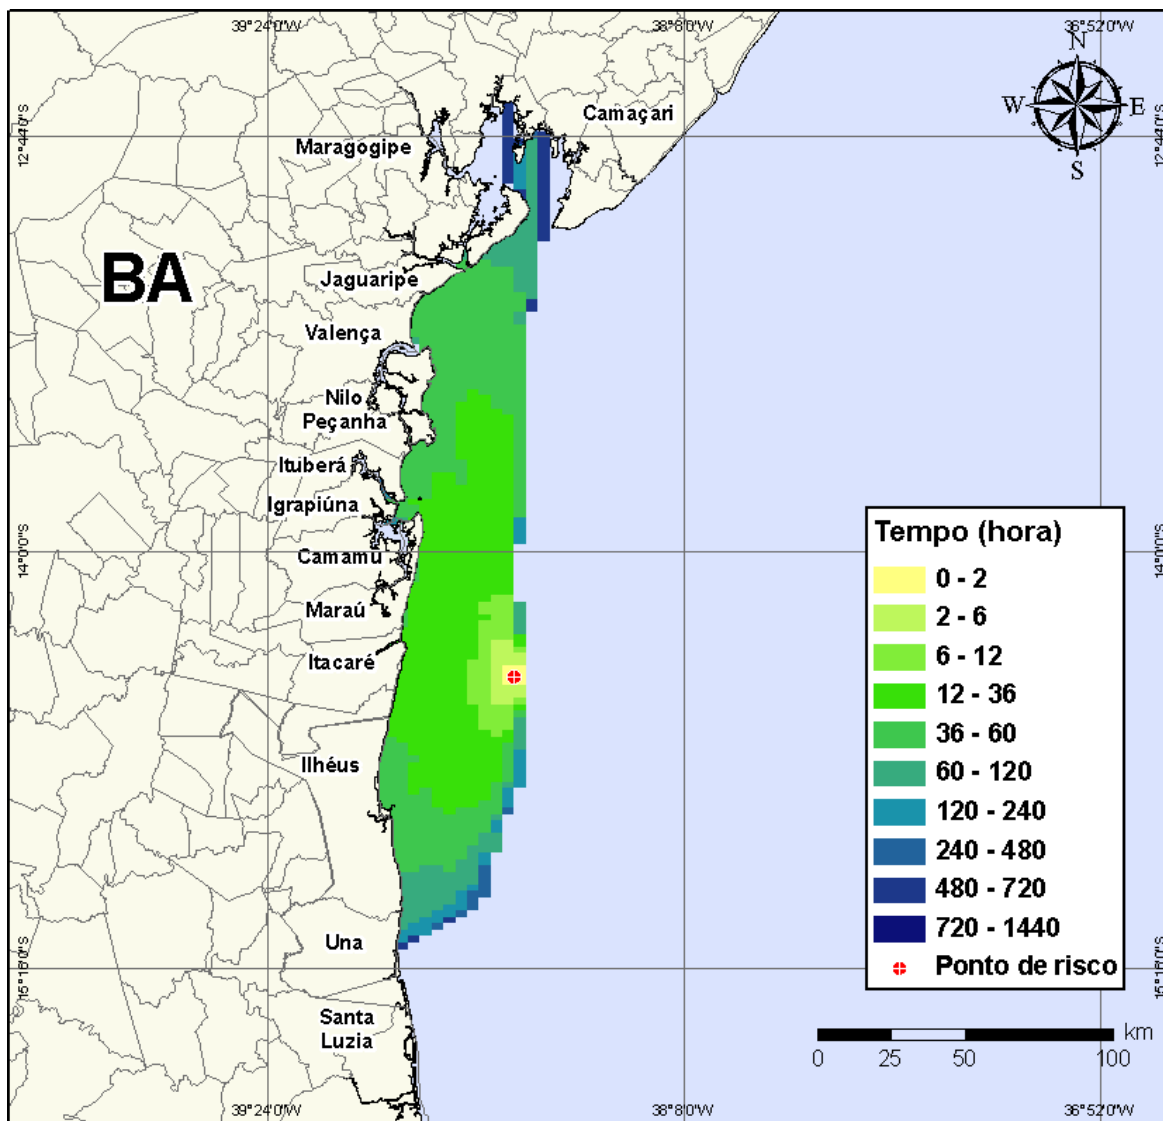 39°24'0"W
38°8'0"W
36°52'0"W
N
W
E
S
12°44'0"S
12°44'0"S
Camaçari
Maragogipe
BA
Jaguaripe
Valença
Nilo
Peçanha
Ituberá
Igrapiúna
Camamú
Maraú
Itacaré
Ilhéus
Una
Santa
Luzia
14°0'0"S
14°0'0"S
Tempo (hora)
0 - 2
2 - 6
6 - 12
12 - 36
36 - 60
60 - 120
120 - 240
240 - 480
480 - 720
720 - 1440
Ponto de risco
15°16'0"S
15°16'0"S
km
0
25
50
100
39°24'0"W
38°8'0"W
36°52'0"W